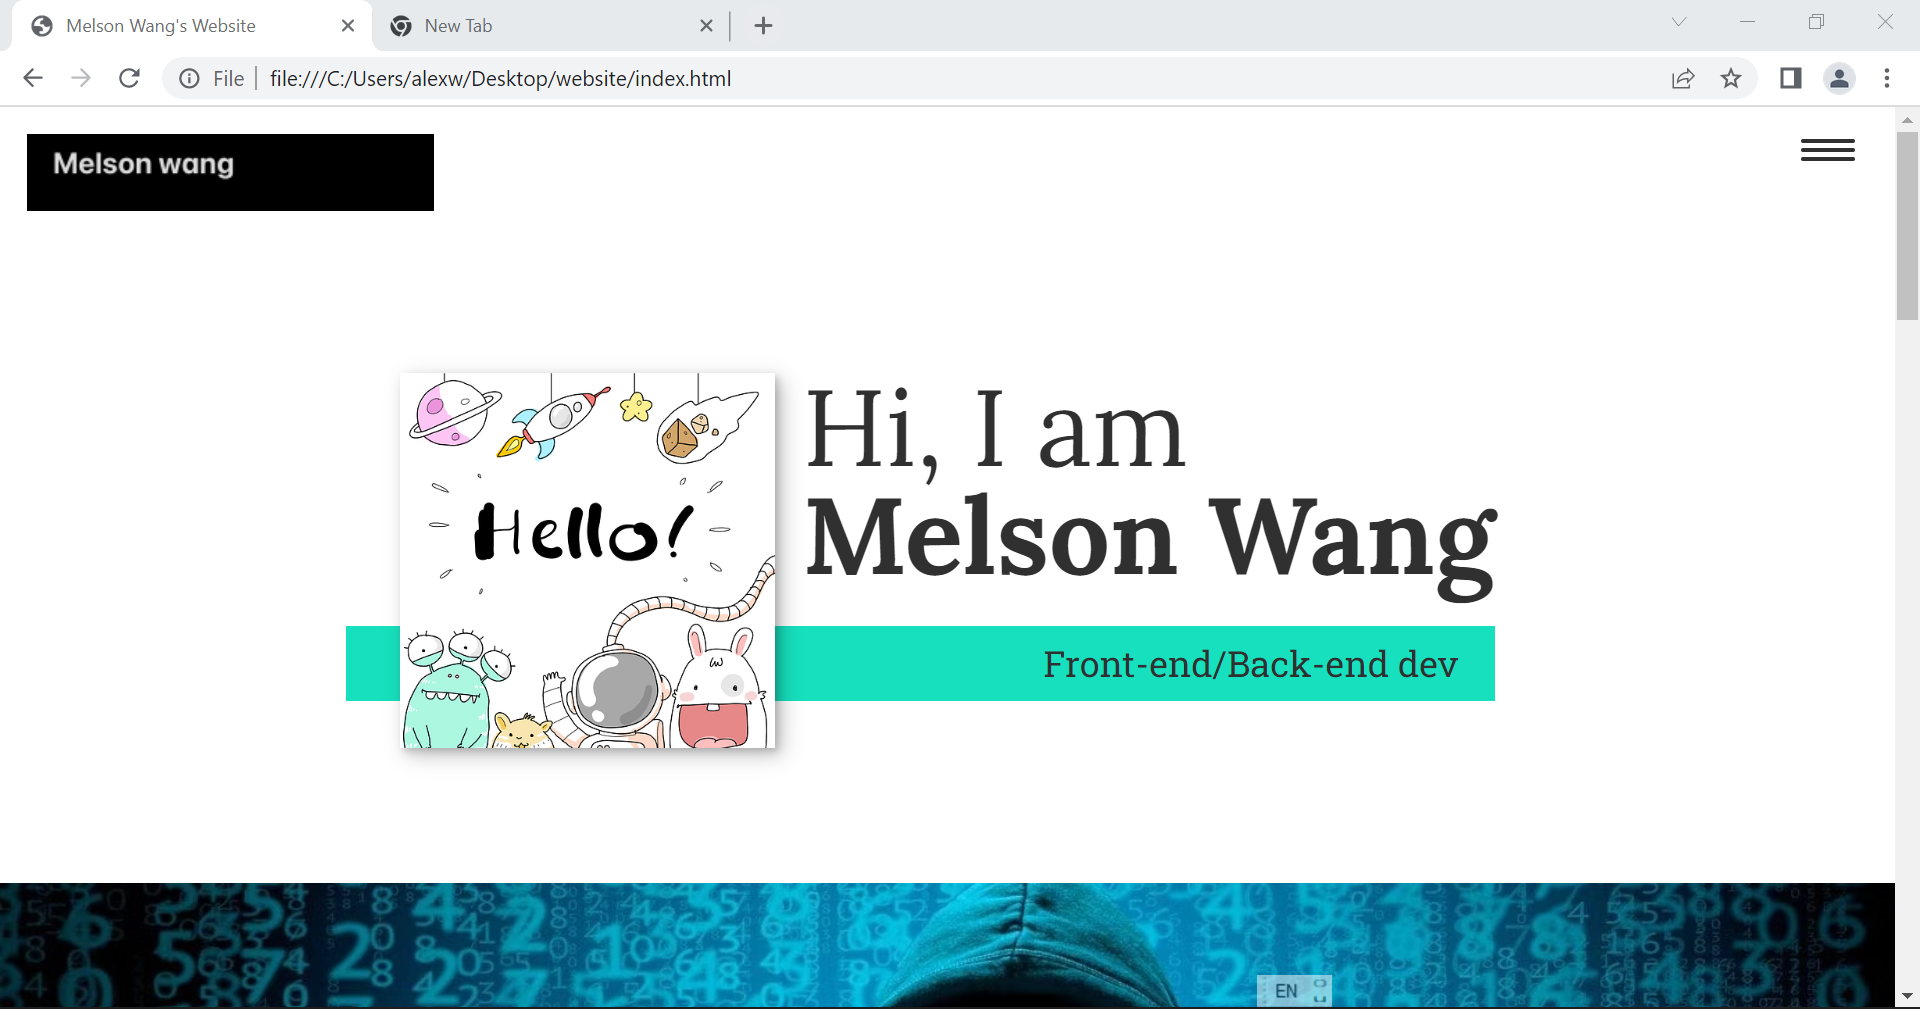 Melson Wang's Website
New Tab
File
file:///C:/Users/alexw/Desktop/website/index.html
Melson wang
Hi, I am
Melson Wang
Hello!
Front-end/Back-end dev
EN